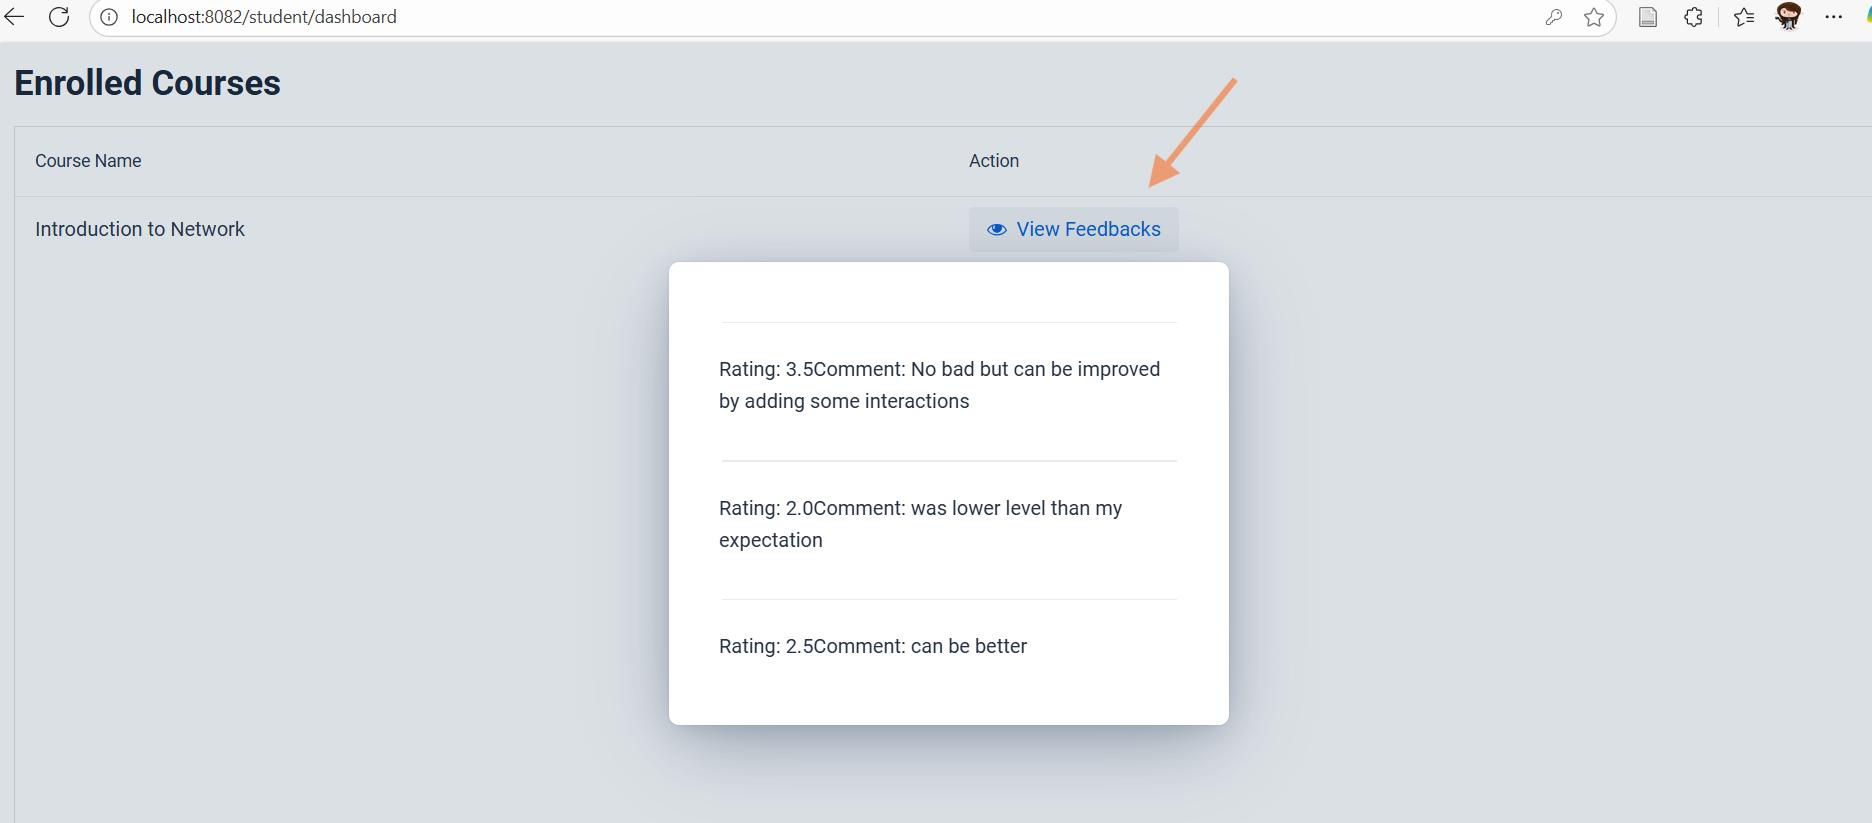 localhost:8082/student/dashboard
Enrolled Courses
Course Name
Action
Introduction to Network
View Feedbacks
Rating: 3.5Comment: No bad but can be improved
by adding some interactions
Rating: 2.0Comment: was lower level than my
expectation
Rating: 2.5Comment: can be better